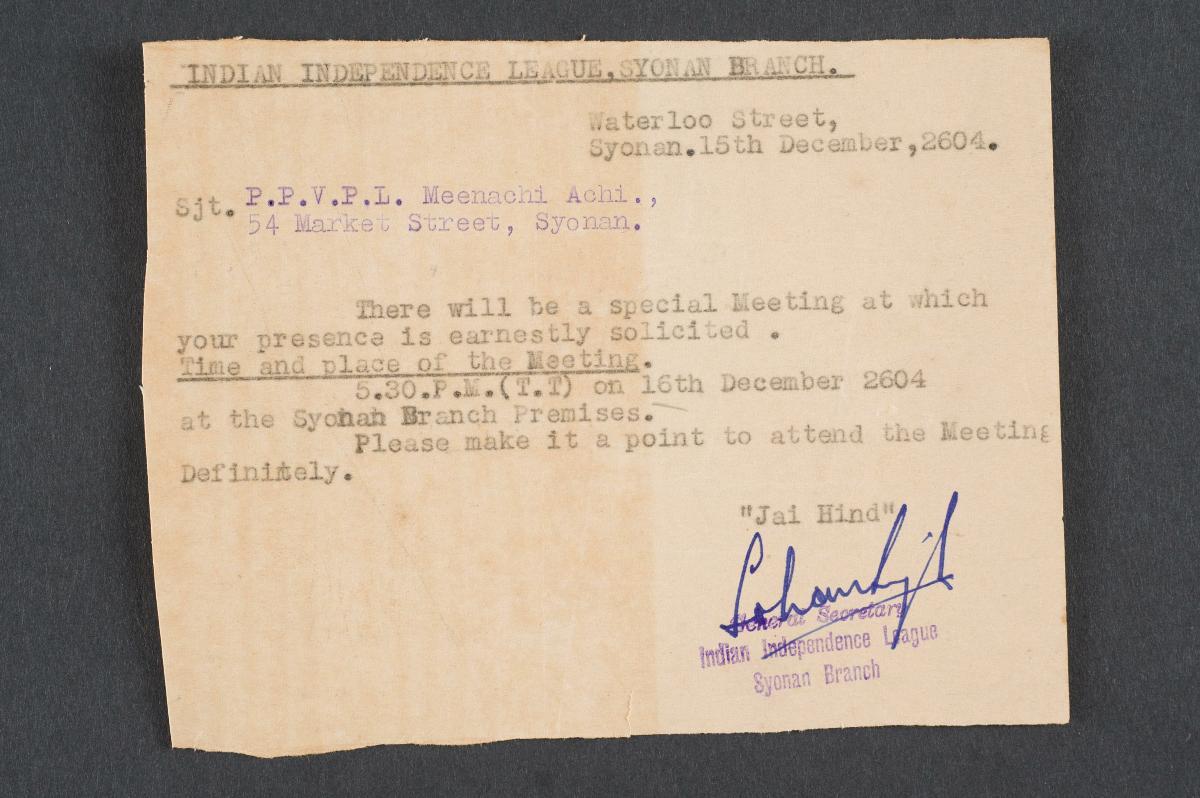 INDIAN INDEPENDENCE LEAGUE,SYONAN BRANCH.
Waterloo Street,
Syonan.15th December,2604.
Sjt. P.P.V.P.L. Meenachi Achi.,
54 Market Street, Syonan.
There will be a special Meeting at which
your presence is earnestly solicited .
Time and place of the Meeting.
5.30.P.M.(T.T) on 16th December 2604
at the Syonan Branch Premises.
Please make it a point to attend the Meeting
Definitely.
"Jai Hind"
General Secretary
Indian Independence League
Syonan Branch